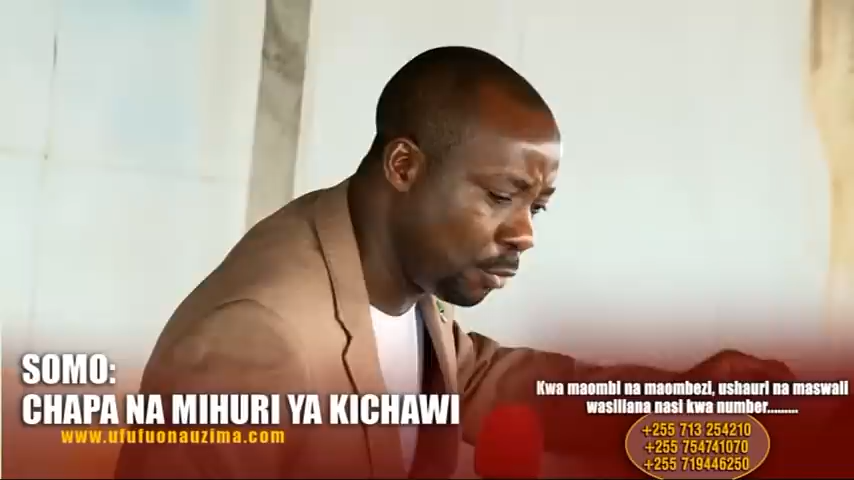 SOMO:
CHAPA NA MIHURI YA KICHAWI
www.ufufuonauzima.com
Kwa maombi na maombezi, ushauri na maswali
wasiliana nasi kwa number..........
+255 713 254210
+255 754741070
+255 719446250